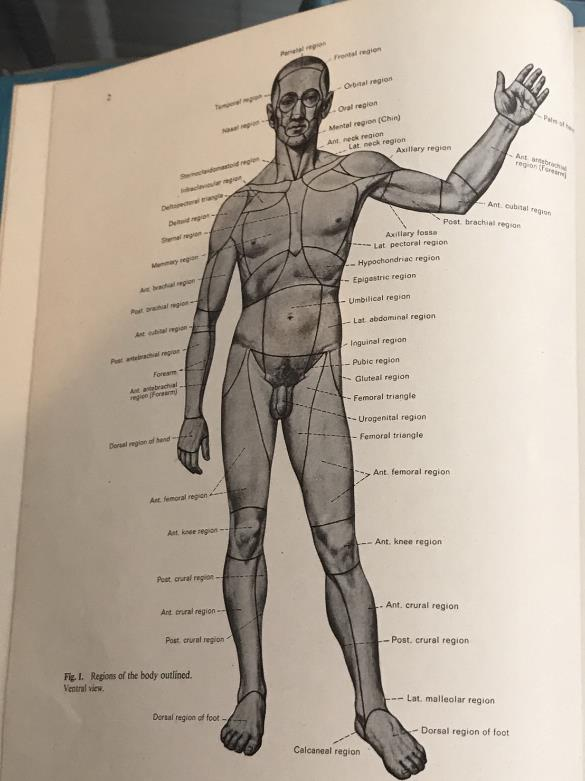 2
Parietal region
Frontal region
Temporal region
Orbital region
Oral region
Nasal region
Mental region (Chin)
Ant. neck region
Lat. neck region
Axillary region
Palm of
Sternocleidomastoid region
Infraclavicular region
Deltopectoral triangle
Deltoid region
Sternal region
Mammary region
Ant. brachial region
Post. brachial region
Ant. cubital region
Post. antebrachial region
Forearm
Ant. antebrachial
region (Forearm)
Dorsal region of hand
Ant. antebrachial
region (Forearm)
Ant. cubital region
Post. brachial region
Axillary fossa
Lat. pectoral region
Hypochondriac region
Epigastric region
Umbilical region
Lat. abdominal region
Inguinal region
Pubic region
Gluteal region
Femoral triangle
Urogenital region
Femoral triangle
Ant. femoral region
Ant. femoral region
Ant. knee region
Ant. knee region
Post. crural region
Ant. crural region
Post. crural region
Ant. crural region
Post. crural region
Fig. 1. Regions of the body outlined.
Ventral view.
Lat. malleolar region
Dorsal region of foot
Dorsal region of foot
Calcaneal region